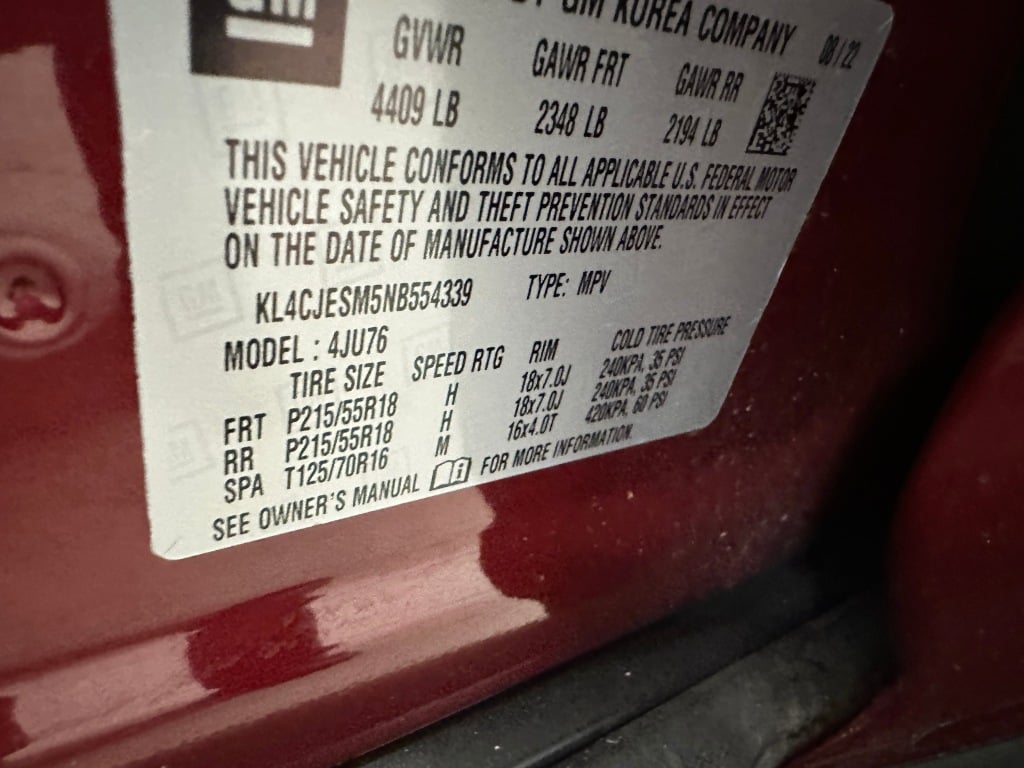 GM
BY GM KOREA COMPANY
08/22
GVWR GAWR FRT GAWR RR
4409 LB 2348 LB 2194 LB
THIS VEHICLE CONFORMS TO ALL APPLICABLE U.S. FEDERAL MOTOR
VEHICLE SAFETY AND THEFT PREVENTION STANDARDS IN EFFECT
ON THE DATE OF MANUFACTURE SHOWN ABOVE.
KL4CJESM5NB554339 TYPE: MPV
MODEL : 4JU76
TIRE SIZE SPEED RTG RIM COLD TIRE PRESSURE
FRT P215/55R18 H 18x7.0J 240KPA, 35 PSI
RR P215/55R18 H 18x7.0J 240KPA, 35 PSI
SPA T125/70R16 M 16x4.0T 420KPA, 60 PSI
SEE OWNER'S MANUAL FOR MORE INFORMATION.